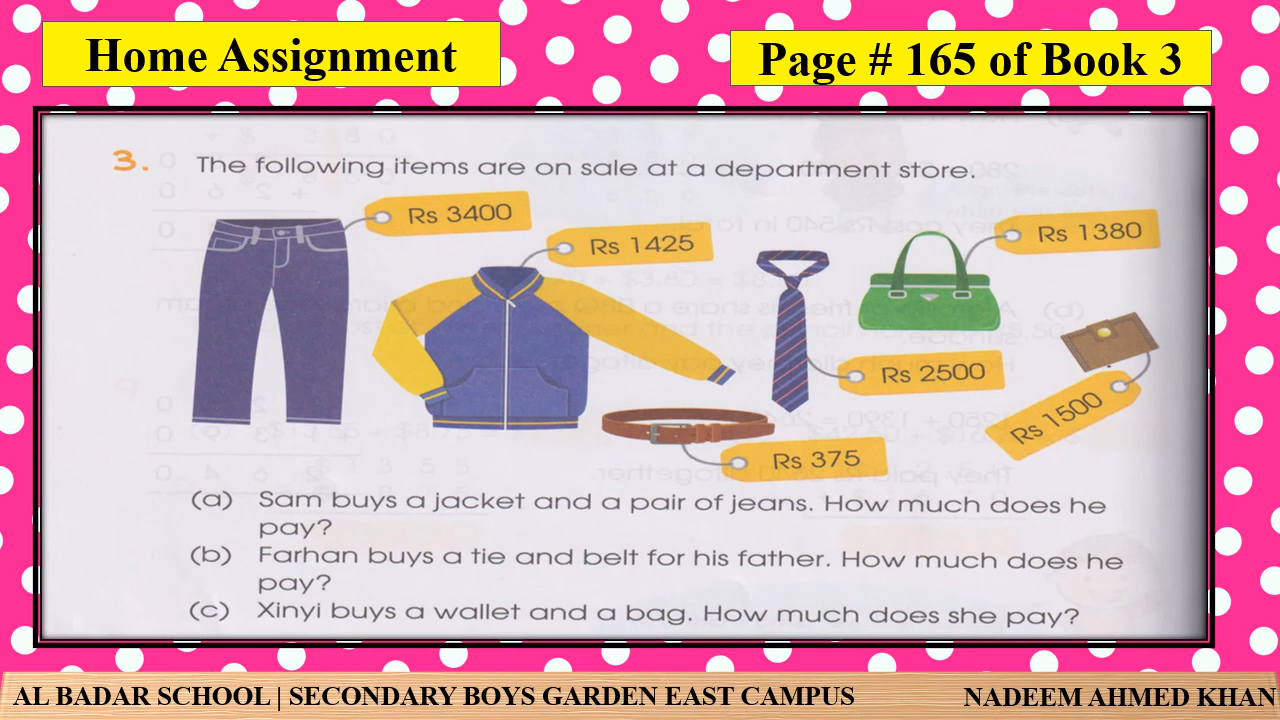 Home Assignment
Page # 165 of Book 3
3. The following items are on sale at a department store.
Rs 3400
Rs 1425
Rs 1380
Rs 2500
Rs 1500
Rs 375
(a) Sam buys a jacket and a pair of jeans. How much does he
pay?
(b) Farhan buys a tie and belt for his father. How much does he
pay?
(c) Xinyi buys a wallet and a bag. How much does she pay?
AL BADAR SCHOOL | SECONDARY BOYS GARDEN EAST CAMPUS
NADEEM AHMED KHAN